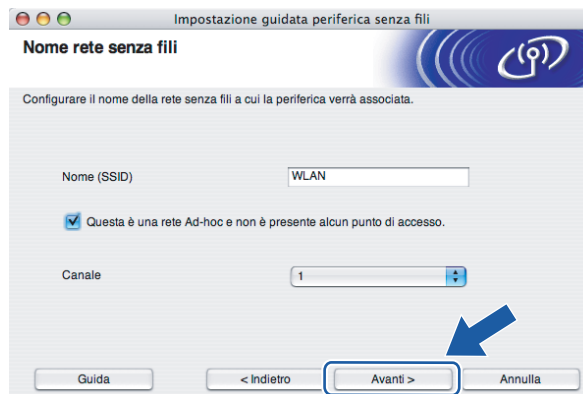 Impostazione guidata periferica senza fili
Nome rete senza fili
Configurare il nome della rete senza fili a cui la periferica verrà associata.
Nome (SSID)
WLAN
Questa è una rete Ad-hoc e non è presente alcun punto di accesso.
Canale
1
Guida
< Indietro
Avanti >
Annulla